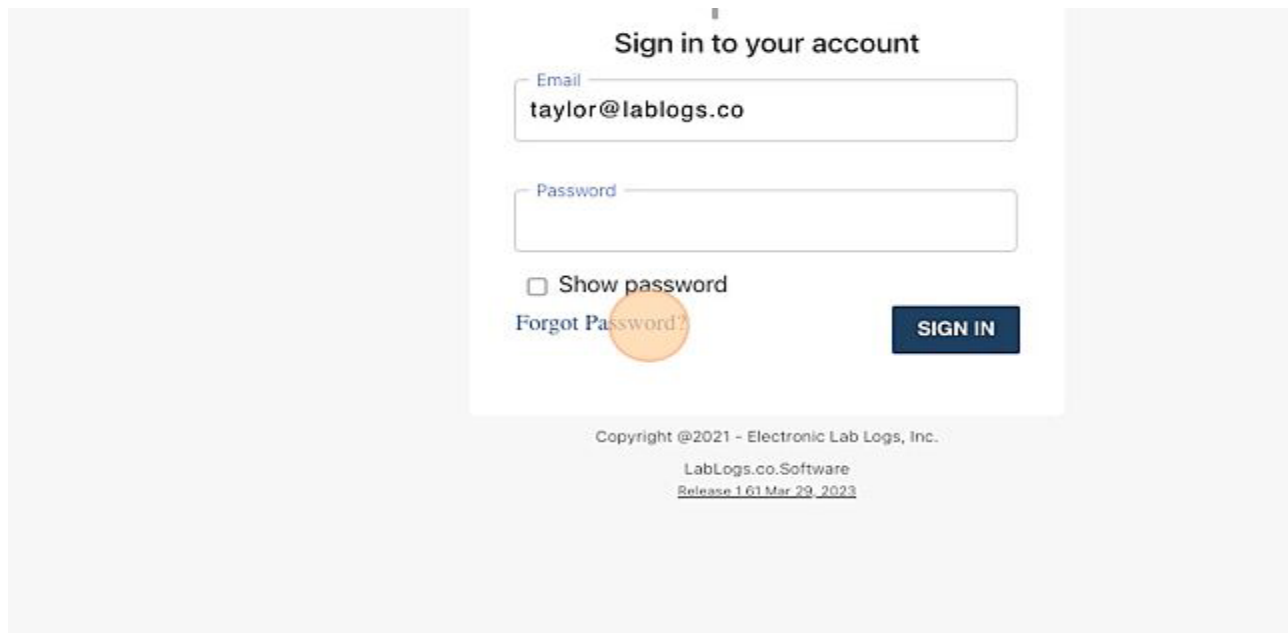 Sign in to your account
Email
taylor@lablogs.co
Password
Show password
Forgot Password?
SIGN IN
Copyright @2021 - Electronic Lab Logs, Inc.
LabLogs.co.Software
Release 1.61 Mar 29, 2023